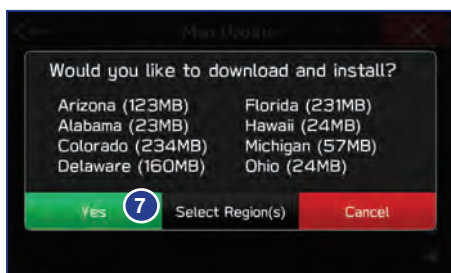 Map Update
Would you like to download and install?
Arizona (123MB) Florida (231MB)
Alabama (23MB) Hawaii (24MB)
Colorado (234MB) Michigan (57MB)
Delaware (160MB) Ohio (24MB)
Yes 7 Select Region(s) Cancel